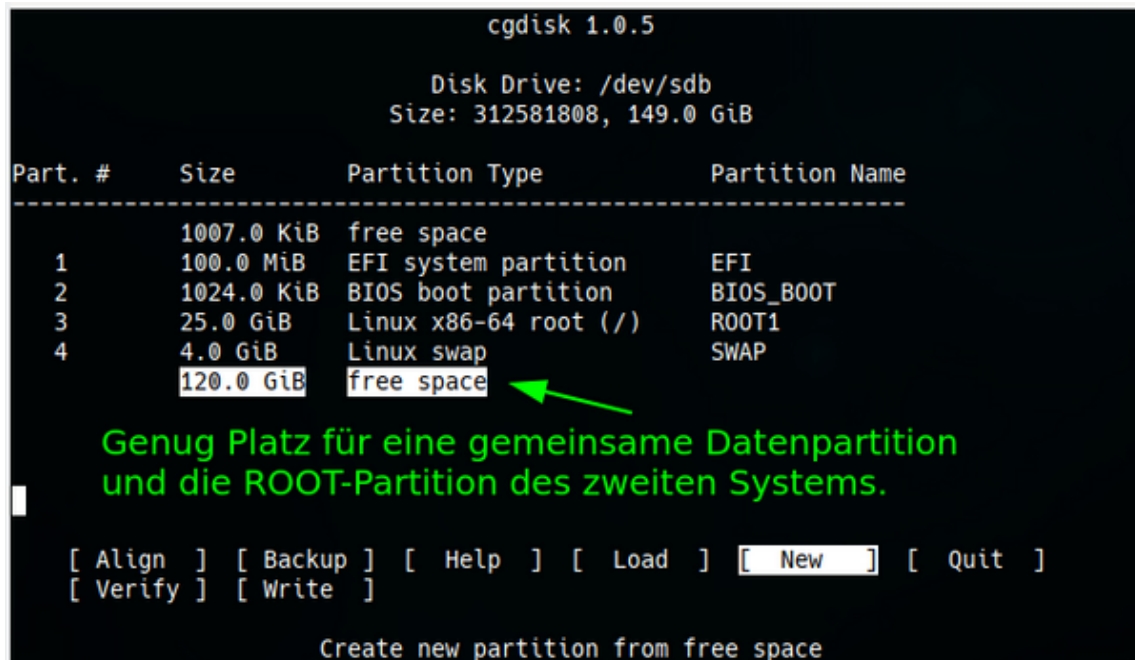 cgdisk 1.0.5
Disk Drive: /dev/sdb
Size: 312581808, 149.0 GiB
Part. # Size Partition Type Partition Name
----------------------------------------------------------------
1007.0 KiB free space
1 100.0 MiB EFI system partition EFI
2 1024.0 KiB BIOS boot partition BIOS_BOOT
3 25.0 GiB Linux x86-64 root (/) ROOT1
4 4.0 GiB Linux swap SWAP
120.0 GiB free space
Genug Platz für eine gemeinsame Datenpartition
und die ROOT-Partition des zweiten Systems.
[ Align ] [ Backup ] [ Help ] [ Load ] [ New ] [ Quit ]
[ Verify ] [ Write ]
Create new partition from free space